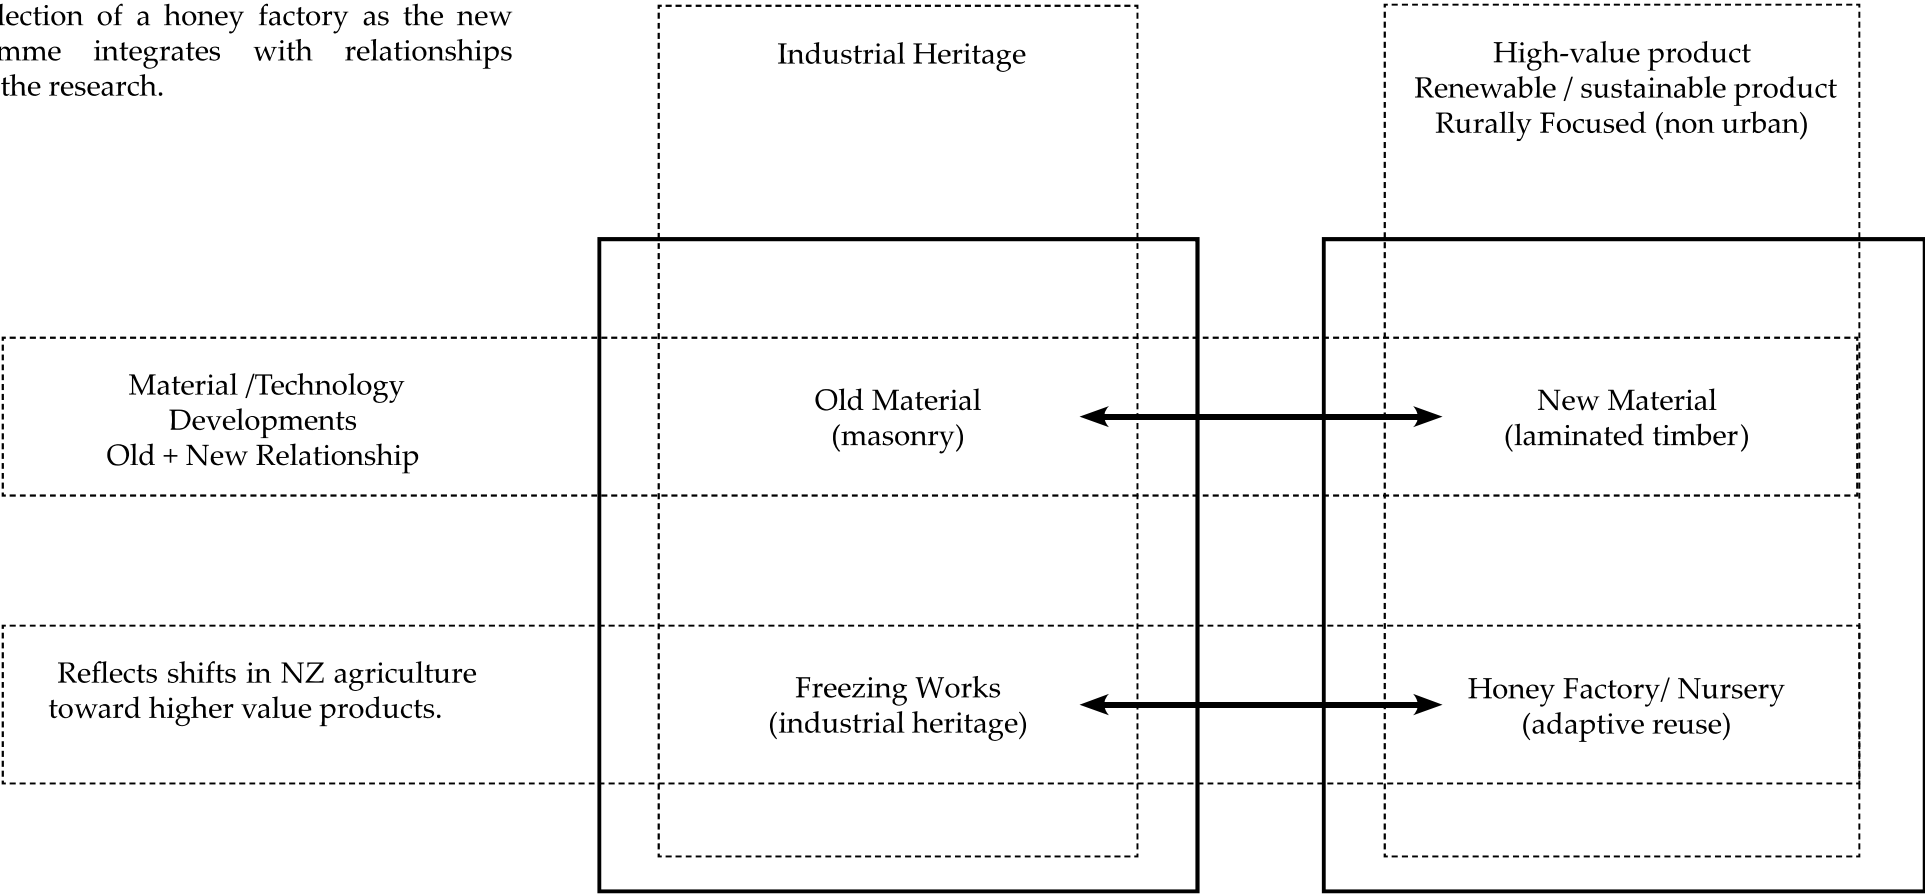 lection of a honey factory as the new
mme integrates with relationships
the research.
Industrial Heritage
High-value product
Renewable / sustainable product
Rurally Focused (non urban)
Material /Technology
Developments
Old + New Relationship
Old Material
(masonry)
New Material
(laminated timber)
Reflects shifts in NZ agriculture
toward higher value products.
Freezing Works
(industrial heritage)
Honey Factory/ Nursery
(adaptive reuse)